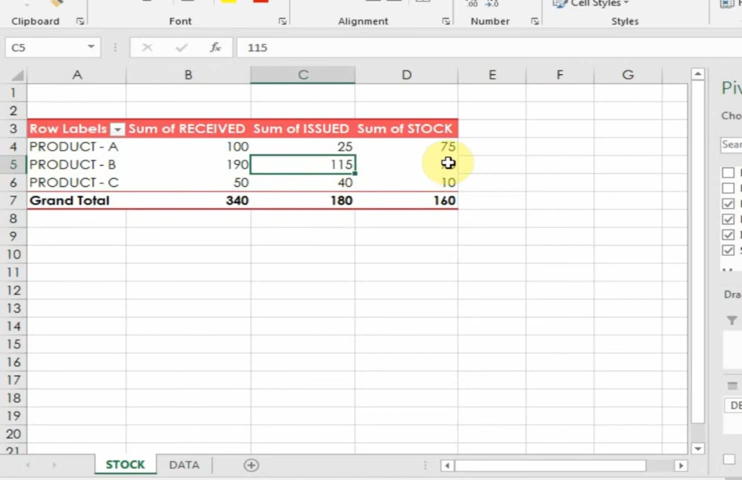 Cell Styles
Clipboard Font Alignment Number Styles
C5 fx 115
A B C D E F G
1
2
3 Row Labels Sum of RECEIVED Sum of ISSUED Sum of STOCK
4 PRODUCT - A 100 25 75
5 PRODUCT - B 190 115
6 PRODUCT - C 50 40 10
7 Grand Total 340 180 160
8
9
10
11
12
13
14
15
16
17
18
19
20
21
STOCK DATA